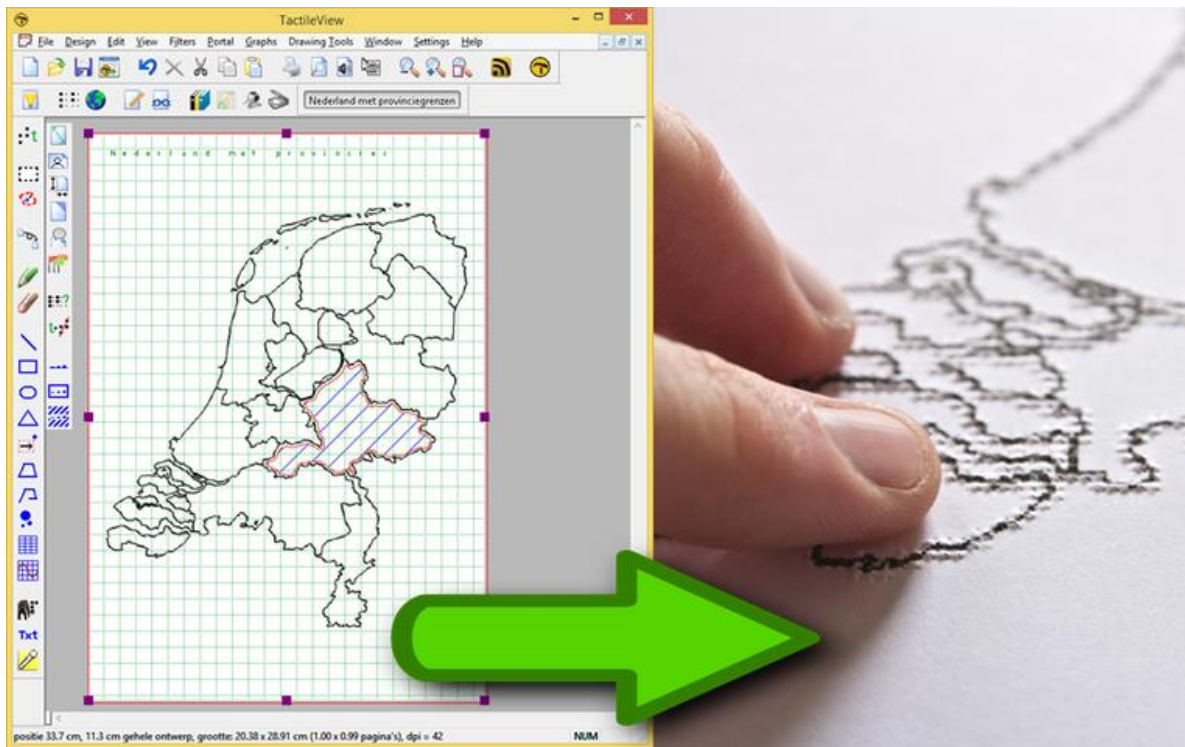 TactileView
File Design Edit View Filters Portal Graphs Drawing Tools Window Settings Help
Nederland met provinciegrenzen
t
Nederland met provincies
?
t
Txt
positie 33.7 cm, 11.3 cm gehele ontwerp, grootte: 20.38 x 28.91 cm (1.00 x 0.99 pagina's), dpi = 42 NUM